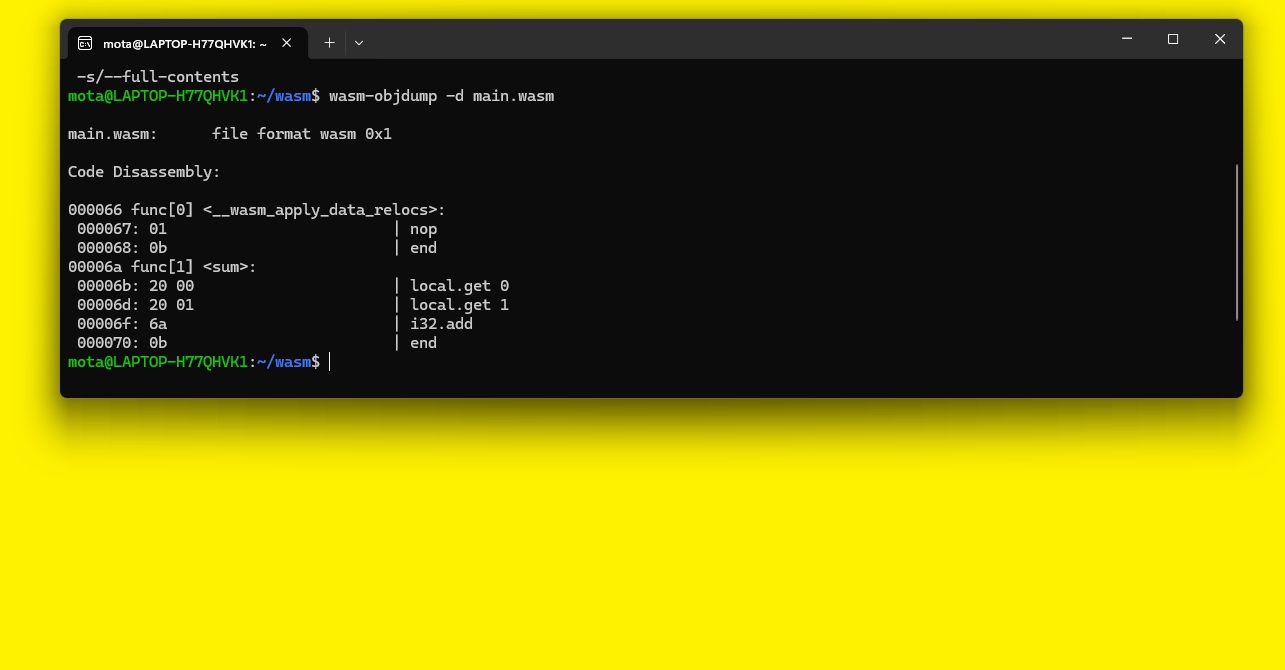 mota@LAPTOP-H77QHVK1: ~
-s/--full-contents
mota@LAPTOP-H77QHVK1:~/wasm$ wasm-objdump -d main.wasm
main.wasm:      file format wasm 0x1
Code Disassembly:
000066 func[0] <__wasm_apply_data_relocs>:
 000067: 01                         | nop
 000068: 0b                         | end
00006a func[1] <sum>:
 00006b: 20 00                      | local.get 0
 00006d: 20 01                      | local.get 1
 00006f: 6a                         | i32.add
 000070: 0b                         | end
mota@LAPTOP-H77QHVK1:~/wasm$